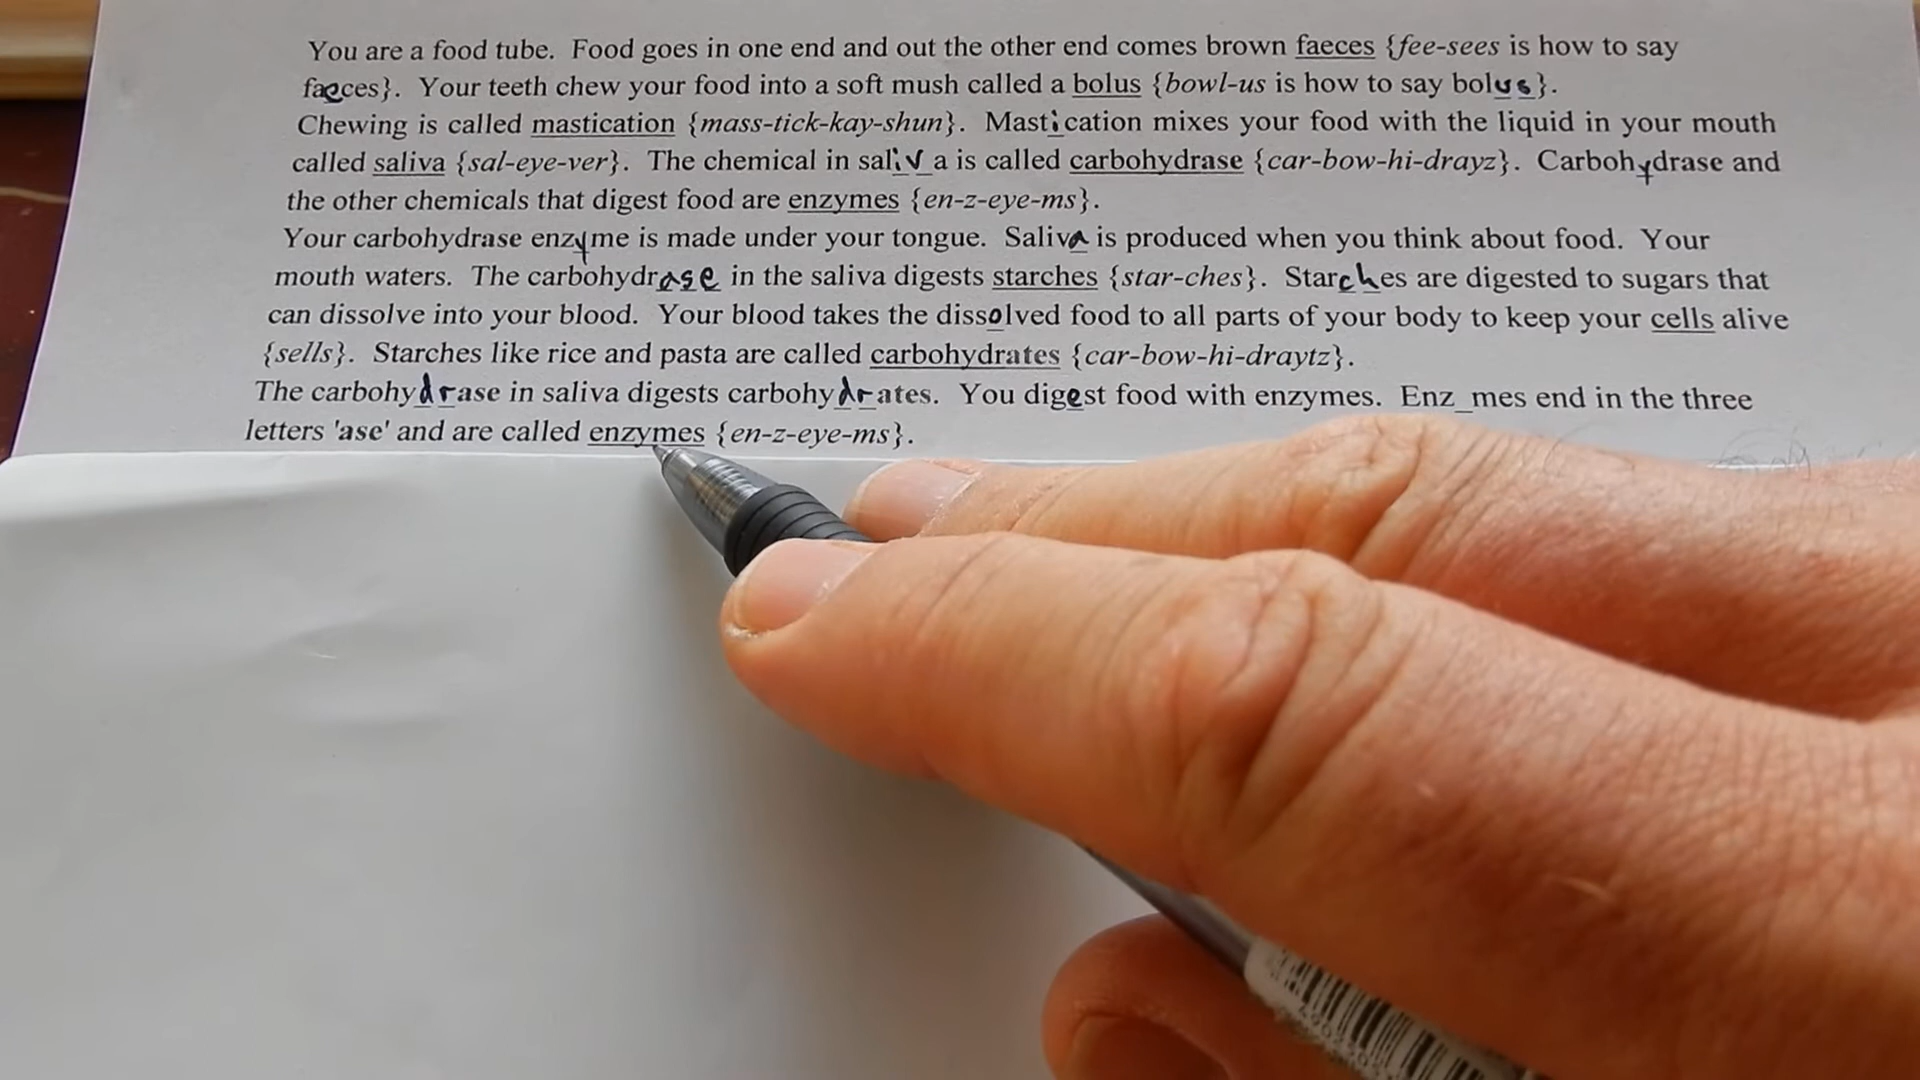 You are a food tube. Food goes in one end and out the other end comes brown faeces {fee-sees is how to say
faeces}. Your teeth chew your food into a soft mush called a bolus {bowl-us is how to say bolus}.
Chewing is called mastication {mass-tick-kay-shun}. Mastication mixes your food with the liquid in your mouth
called saliva {sal-eye-ver}. The chemical in saliv_a is called carbohydrase {car-bow-hi-drayz}. Carbohydrase and
the other chemicals that digest food are enzymes {en-z-eye-ms}.
Your carbohydrase enzyme is made under your tongue. Saliva is produced when you think about food. Your
mouth waters. The carbohydrase in the saliva digests starches {star-ches}. Starches are digested to sugars that
can dissolve into your blood. Your blood takes the dissolved food to all parts of your body to keep your cells alive
{sells}. Starches like rice and pasta are called carbohydrates {car-bow-hi-draytz}.
The carbohydrase in saliva digests carbohydrates. You digest food with enzymes. Enz_mes end in the three
letters 'ase' and are called enzymes {en-z-eye-ms}.